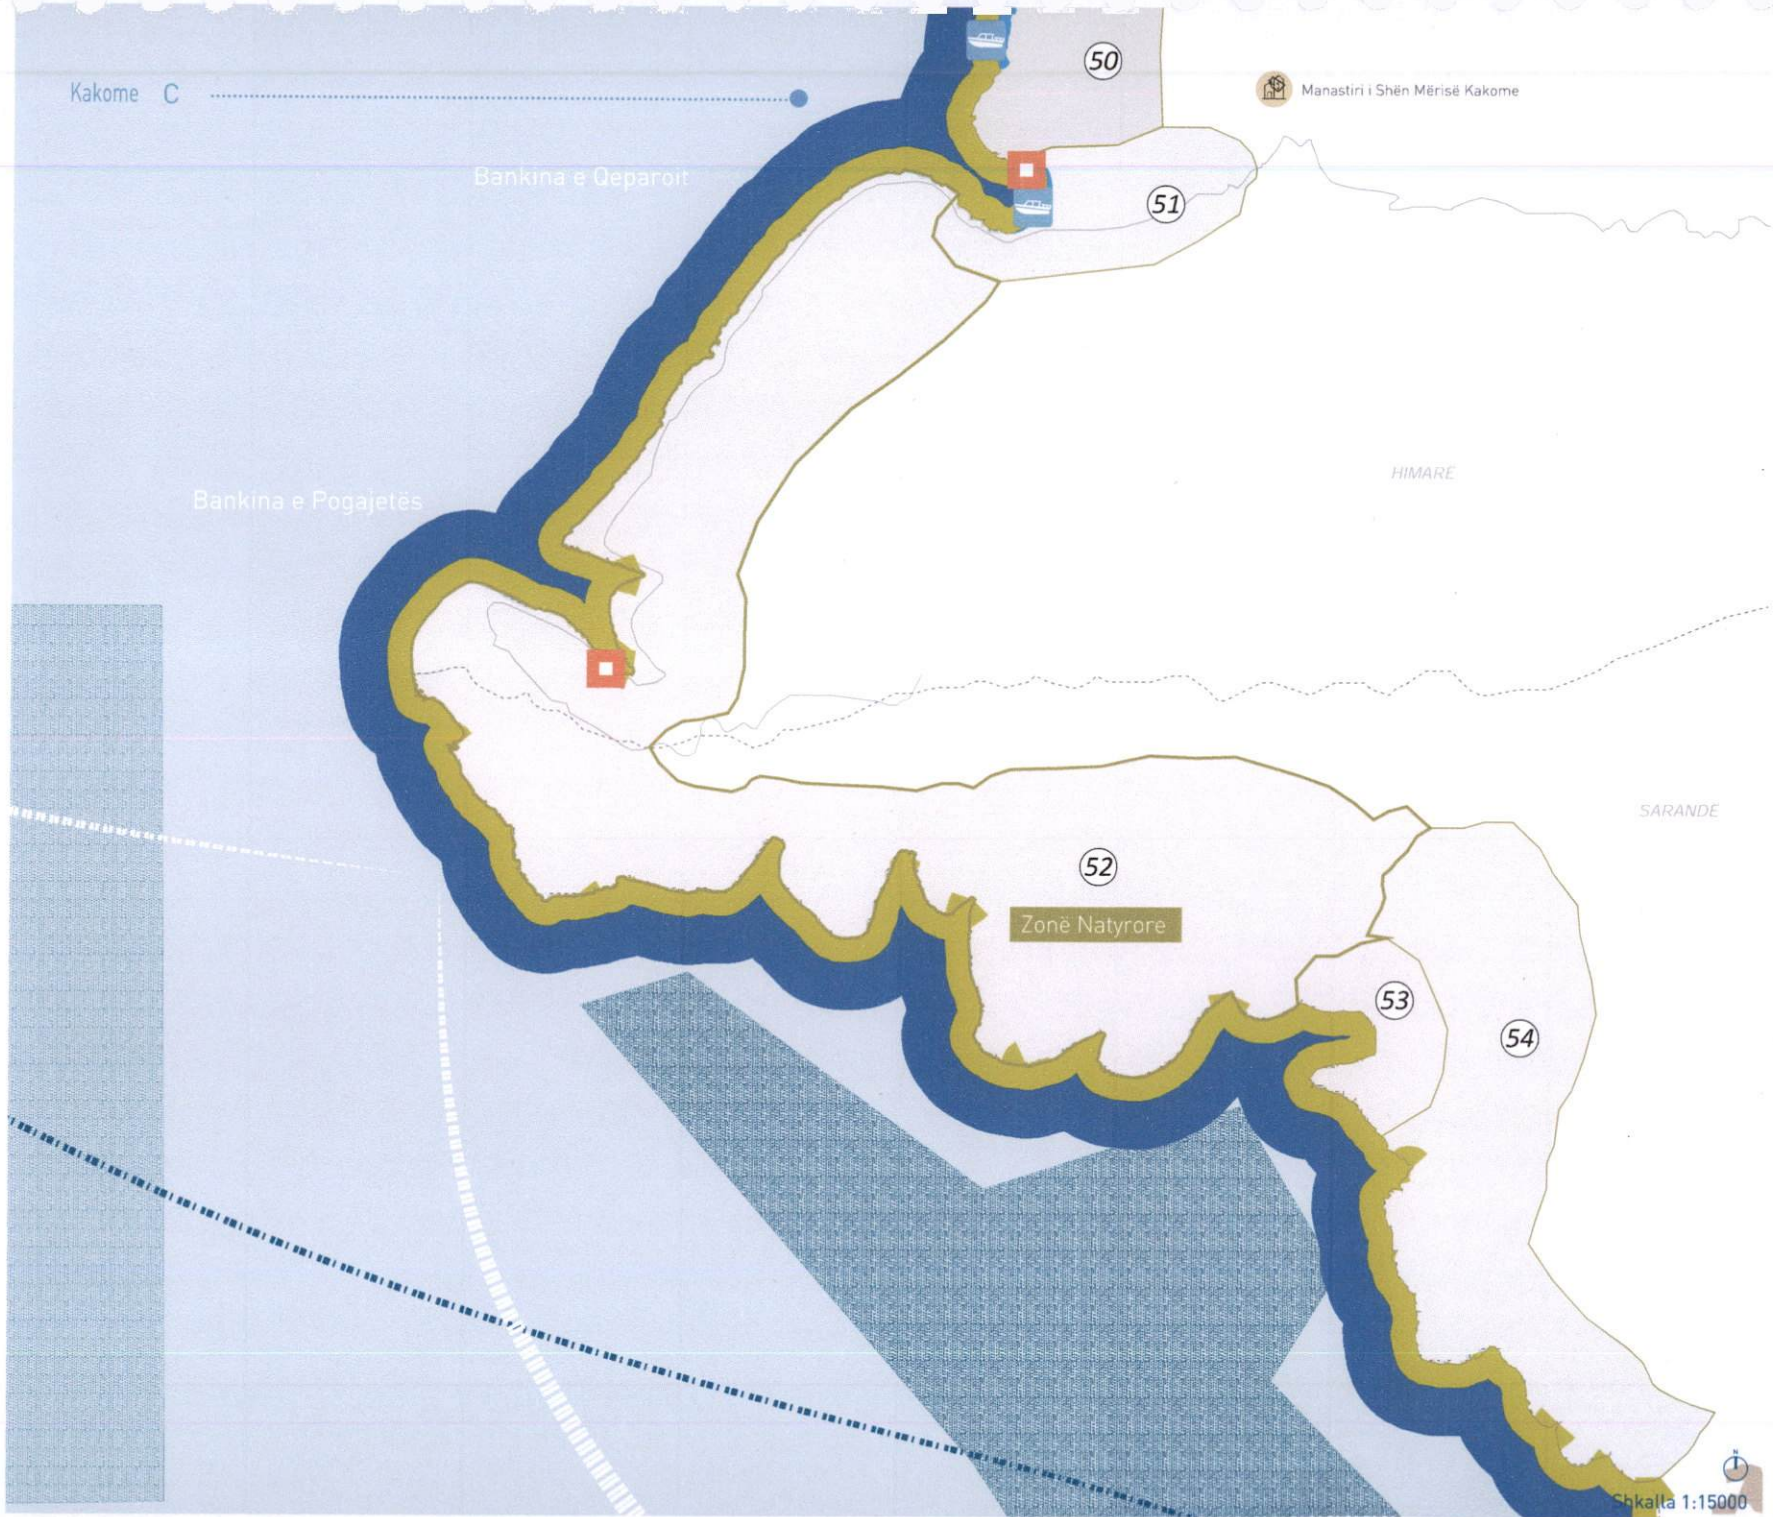 50
Kakome C
Manastiri i Shën Mërisë Kakome
Bankina e Qeparoit
51
HIMARE
Bankina e Pogajetës
SARANDE
52
Zonë Natyrore
53
54
N
Shkalla 1:15000